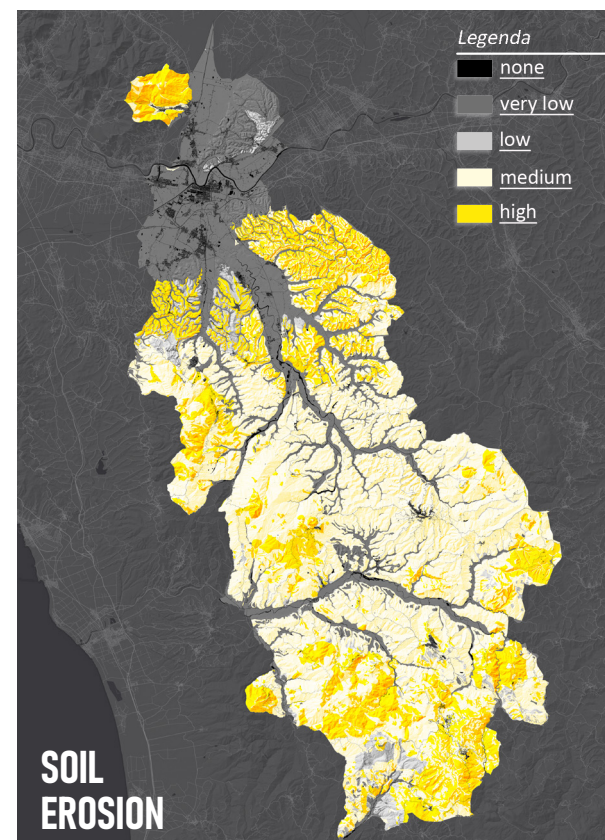 Legenda
none
very low
low
medium
high
SOIL
EROSION